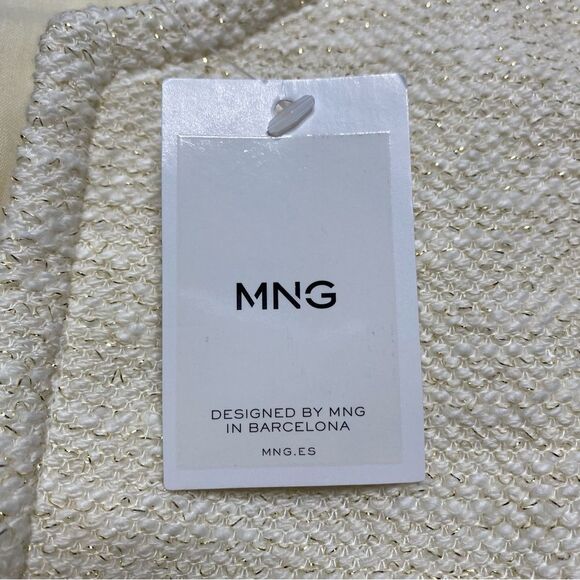 MNG
DESIGNED BY MNG
IN BARCELONA
MNG.ES